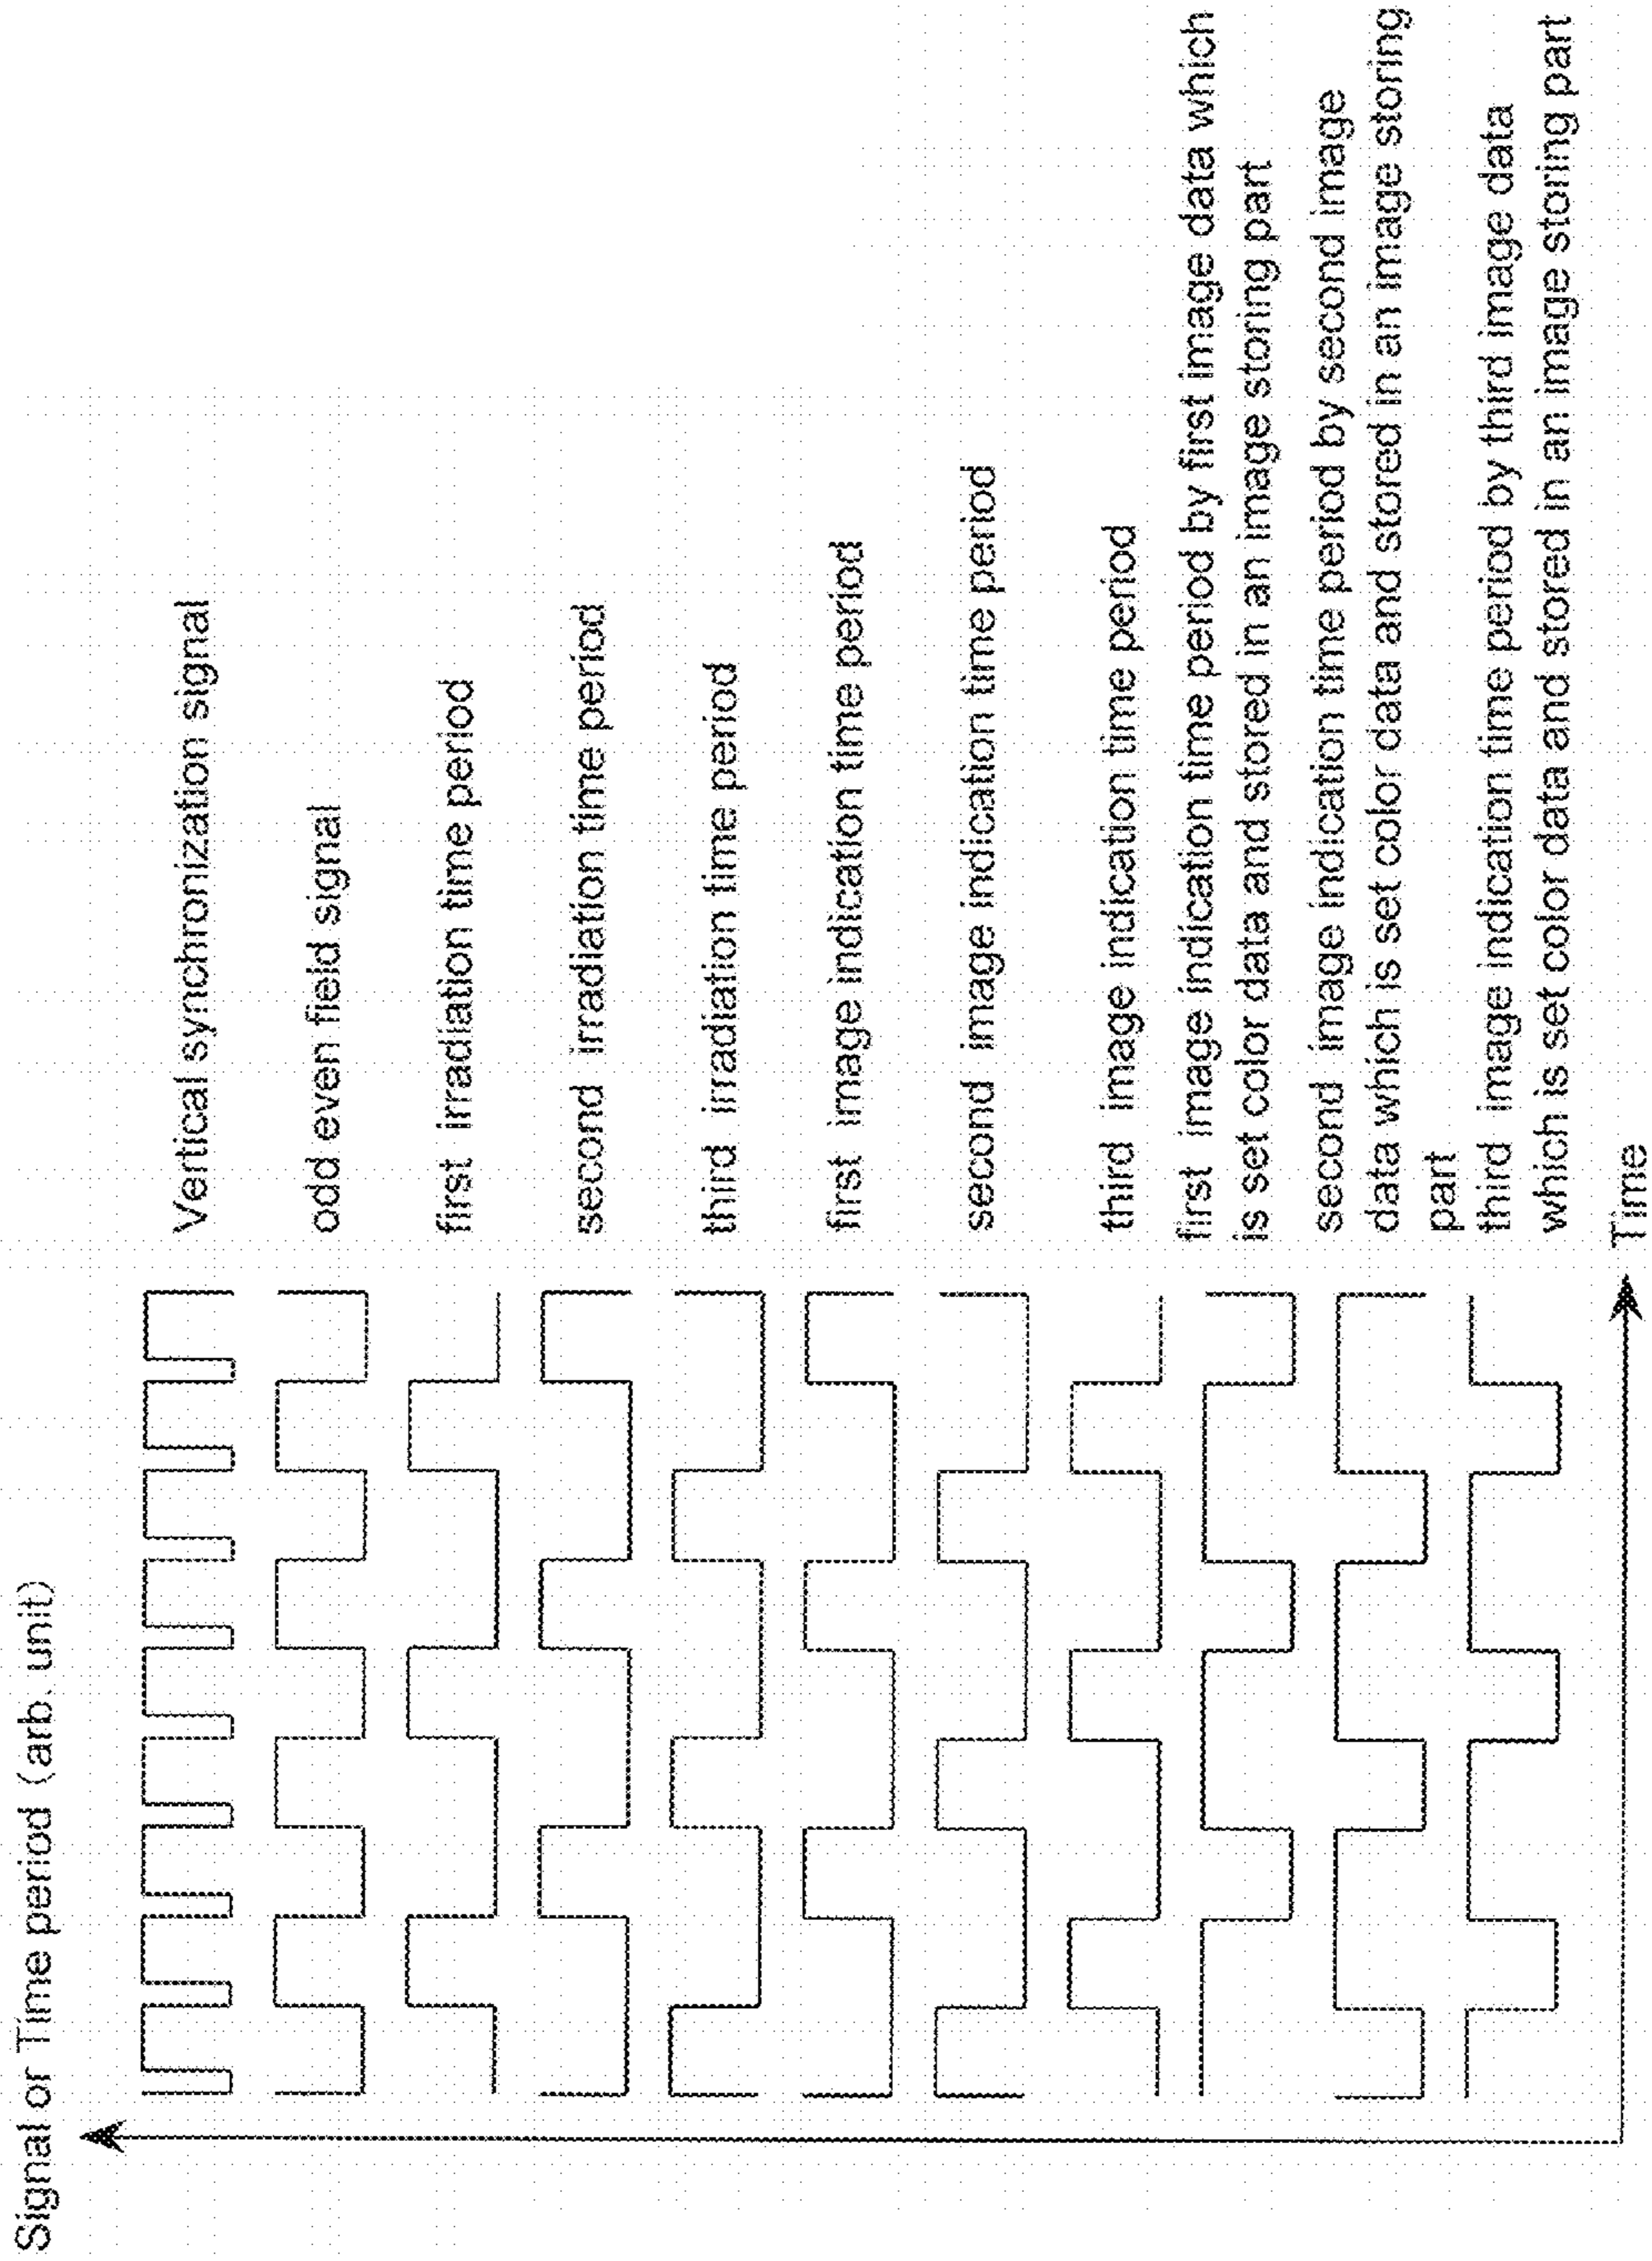 Signal or Time period (arb. unit)
Vertical synchronization signal
odd even field signal
first irradiation time period
second irradiation time period
third irradiation time period
first image indication time period
second image indication time period
third image indication time period
first image indication time period by first image data which
is set color data and stored in an image storing part
second image indication time period by second image
data which is set color data and stored in an image storing
part
third image indication time period by third image data
which is set color data and stored in an image storing part
Time